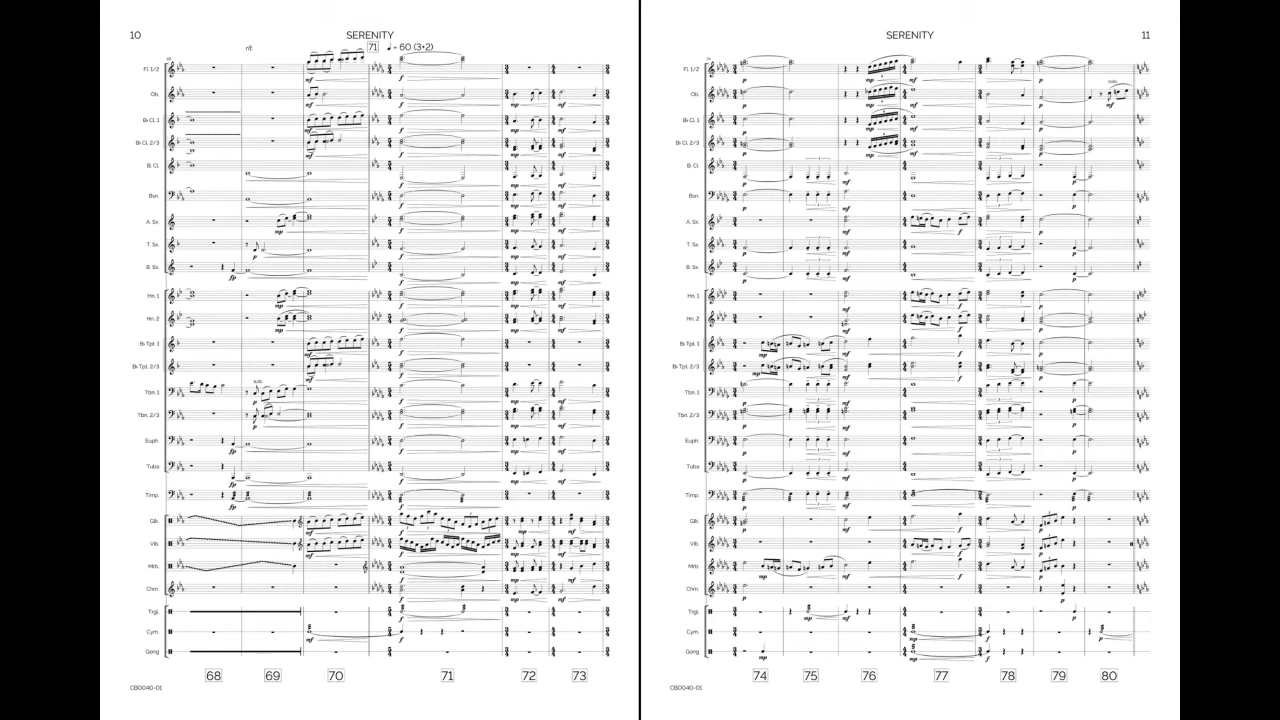 10
SERENITY
rit.
71 ♩ = 60 (3+2)
Fl. 1/2
Ob.
B♭ Cl. 1
B♭ Cl. 2/3
B. Cl.
Bsn.
A. Sx.
T. Sx.
B. Sx.
Hn. 1
Hn. 2
B♭ Tpt. 1
B♭ Tpt. 2/3
Tbn. 1
Tbn. 2/3
Euph.
Tuba
Timp.
Glk.
Vib.
Mrb.
Chm.
Trgl.
Cym.
Gong
68 69 70 71 72 73
CB0040-01
SERENITY
11
Fl. 1/2
Ob.
solo
B♭ Cl. 1
B♭ Cl. 2/3
B. Cl.
Bsn.
A. Sx.
T. Sx.
B. Sx.
Hn. 1
Hn. 2
B♭ Tpt. 1
B♭ Tpt. 2/3
Tbn. 1
Tbn. 2/3
Euph.
Tuba
Timp.
Glk.
Vib.
Mrb.
Chm.
Trgl.
Cym.
Gong
74 75 76 77 78 79 80
CB0040-01